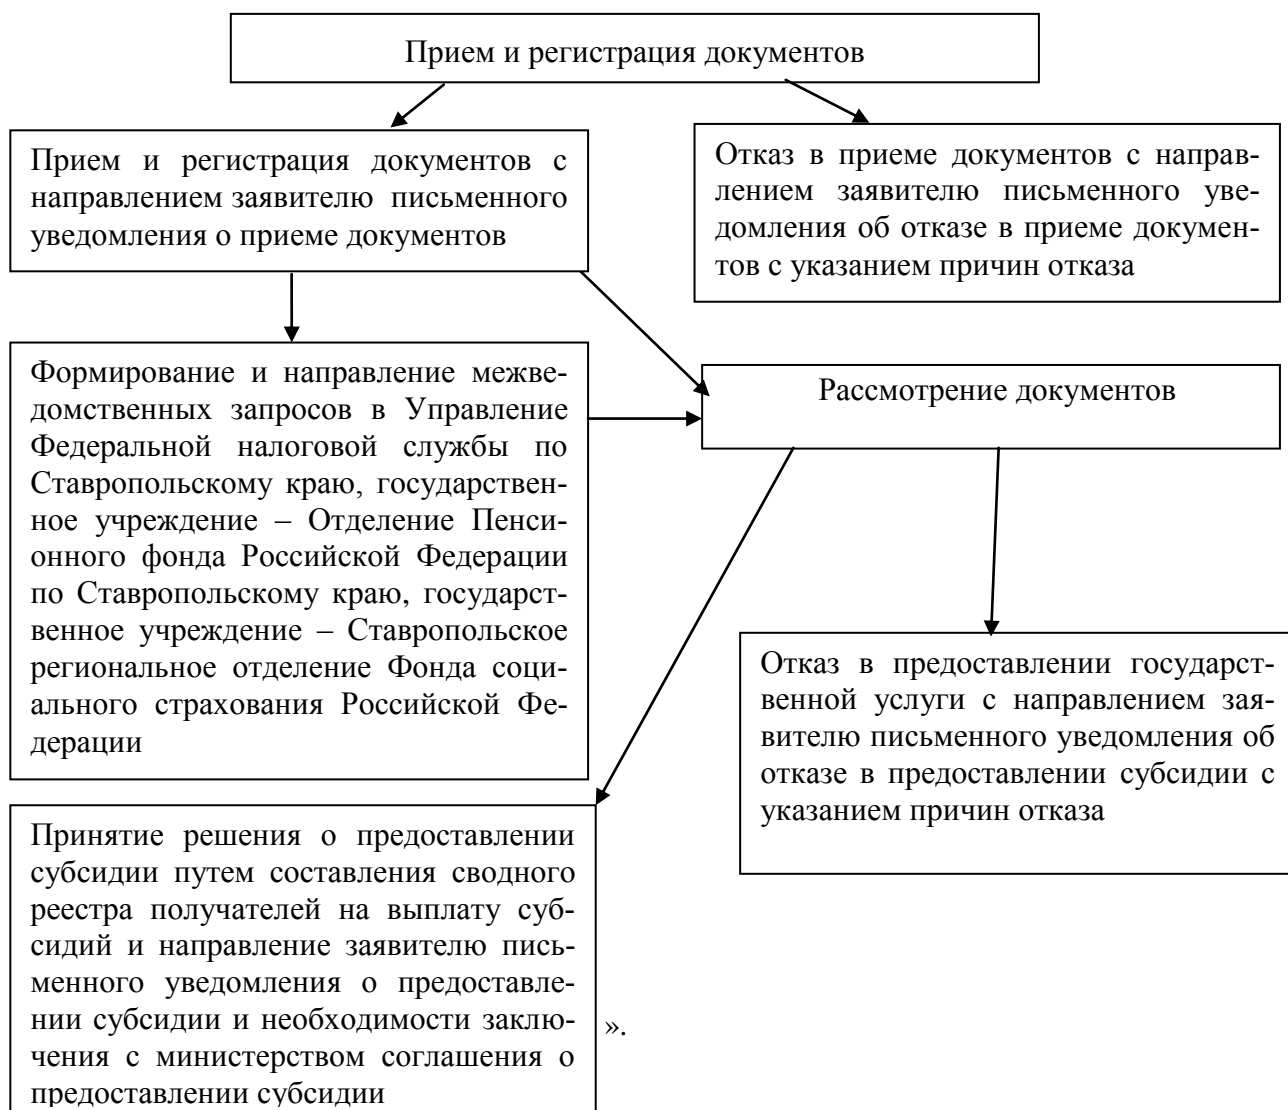 Прием и регистрация документов
Прием и регистрация документов с
направлением заявителю письменного
уведомления о приеме документов
Отказ в приеме документов с направ-
лением заявителю письменного уве-
домления об отказе в приеме докумен-
тов с указанием причин отказа
Формирование и направление межве-
домственных запросов в Управление
Федеральной налоговой службы по
Ставропольскому краю, государствен-
ное учреждение – Отделение Пенси-
онного фонда Российской Федерации
по Ставропольскому краю, государст-
венное учреждение – Ставропольское
региональное отделение Фонда соци-
ального страхования Российской Фе-
дерации
Рассмотрение документов
Отказ в предоставлении государст-
венной услуги с направлением зая-
вителю письменного уведомления об
отказе в предоставлении субсидии с
указанием причин отказа
Принятие решения о предоставлении
субсидии путем составления сводного
реестра получателей на выплату суб-
сидий и направление заявителю пись-
менного уведомления о предоставле-
нии субсидии и необходимости заклю-
чения с министерством соглашения о
предоставлении субсидии
».